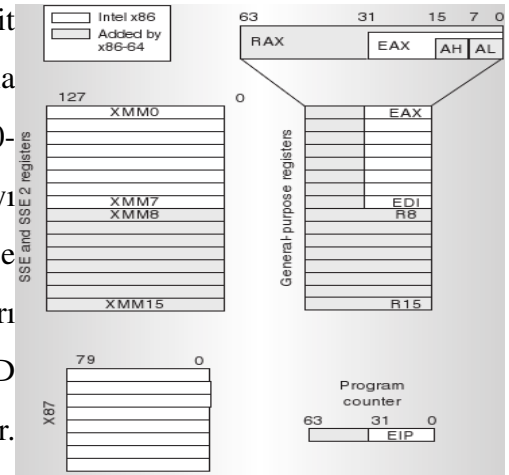 it
Intel x86
Added by
x86-64
63 31 15 7 0
RAX EAX AH AL
127 0
XMM0
XMM7
XMM8
XMM15
SSE and SSE 2 registers
EAX
EDI
R8
R15
General-purpose registers
79 0
X87
Program
counter
63 31 0
EIP
e
rı
r.